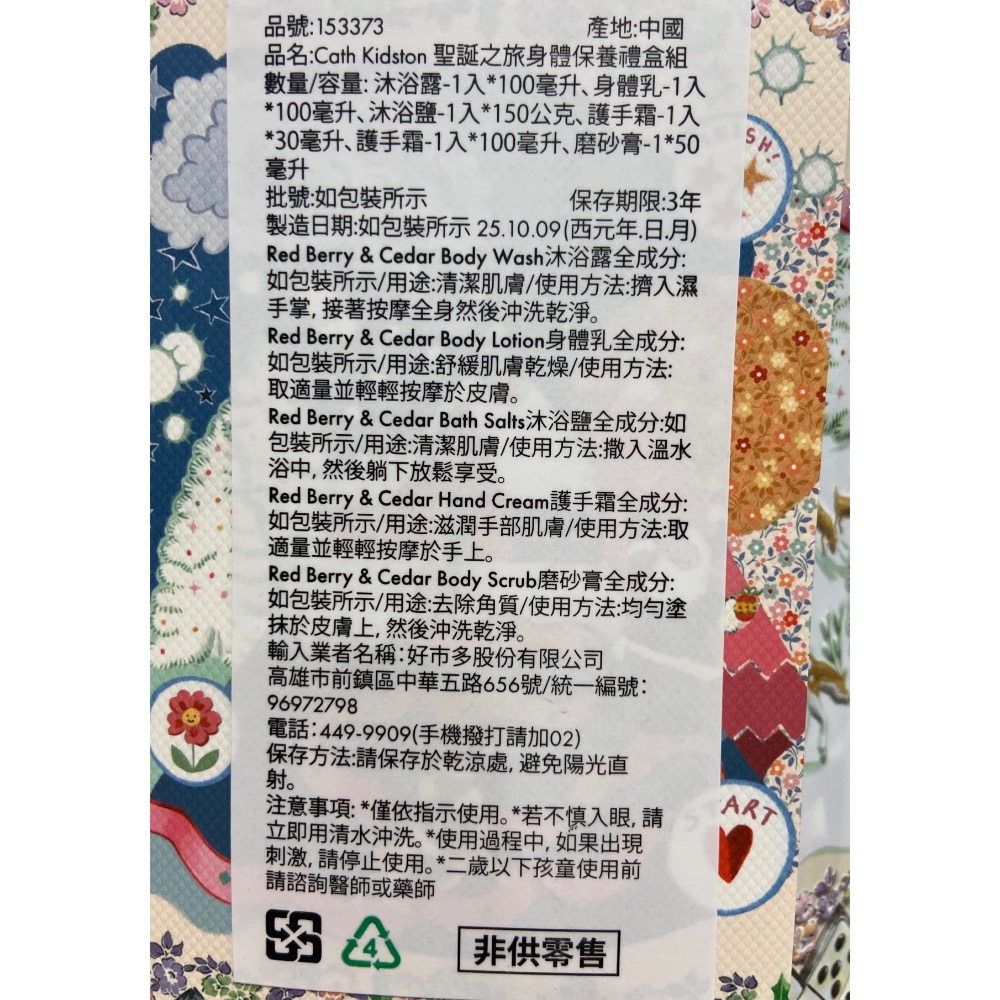 品號:153373 產地:中國
品名:Cath Kidston 聖誕之旅身體保養禮盒組
數量/容量: 沐浴露-1入*100毫升、身體乳-1入
*100毫升、沐浴鹽-1入*150公克、護手霜-1入
*30毫升、護手霜-1入*100毫升、磨砂膏-1*50
毫升
批號:如包裝所示 保存期限:3年
製造日期:如包裝所示 25.10.09(西元年.日.月)
Red Berry & Cedar Body Wash沐浴露全成分:
如包裝所示/用途:清潔肌膚/使用方法:擠入濕
手掌, 接著按摩全身然後沖洗乾淨。
Red Berry & Cedar Body Lotion身體乳全成分:
如包裝所示/用途:舒緩肌膚乾燥/使用方法:
取適量並輕輕按摩於皮膚。
Red Berry & Cedar Bath Salts沐浴鹽全成分:如
包裝所示/用途:清潔肌膚/使用方法:撒入溫水
浴中, 然後躺下放鬆享受。
Red Berry & Cedar Hand Cream護手霜全成分:
如包裝所示/用途:滋潤手部肌膚/使用方法:取
適量並輕輕按摩於手上。
Red Berry & Cedar Body Scrub磨砂膏全成分:
如包裝所示/用途:去除角質/使用方法:均勻塗
抹於皮膚上, 然後沖洗乾淨。
輸入業者名稱:好市多股份有限公司
高雄市前鎮區中華五路656號/統一編號:
96972798
電話:449-9909(手機撥打請加02)
保存方法:請保存於乾涼處, 避免陽光直
射。
注意事項: *僅依指示使用。*若不慎入眼, 請
立即用清水沖洗。*使用過程中, 如果出現
刺激, 請停止使用。*二歲以下孩童使用前
請諮詢醫師或藥師
4
非供零售
SH!
ART